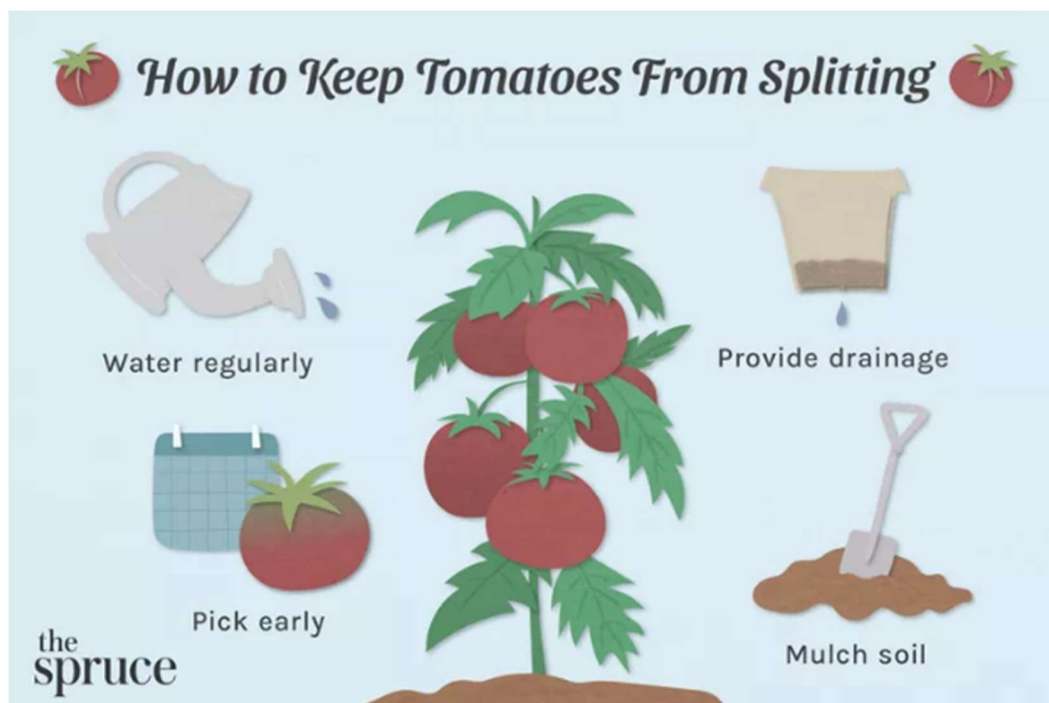 How to Keep Tomatoes From Splitting
Water regularly
Provide drainage
Pick early
Mulch soil
the
spruce